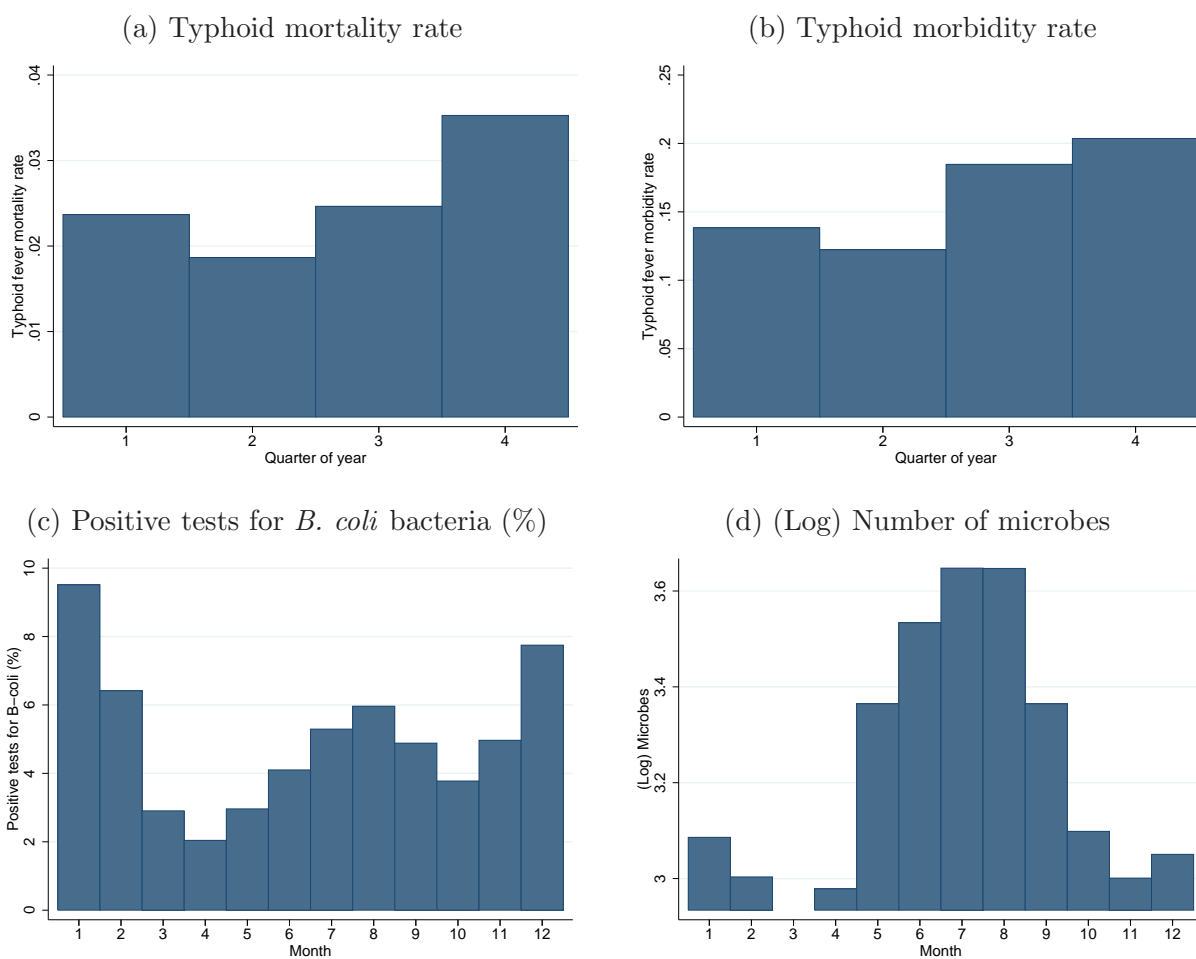 (a) Typhoid mortality rate
Typhoid fever mortality rate
.04
.03
.02
.01
0
1 2 3 4
Quarter of year
(b) Typhoid morbidity rate
Typhoid fever morbidity rate
.25
.2
.15
.1
.05
0
1 2 3 4
Quarter of year
(c) Positive tests for B. coli bacteria (%)
Positive tests for B−coli (%)
10
8
6
4
2
0
1 2 3 4 5 6 7 8 9 10 11 12
Month
(d) (Log) Number of microbes
(Log) Microbes
3.6
3.4
3.2
3
1 2 3 4 5 6 7 8 9 10 11 12
Month